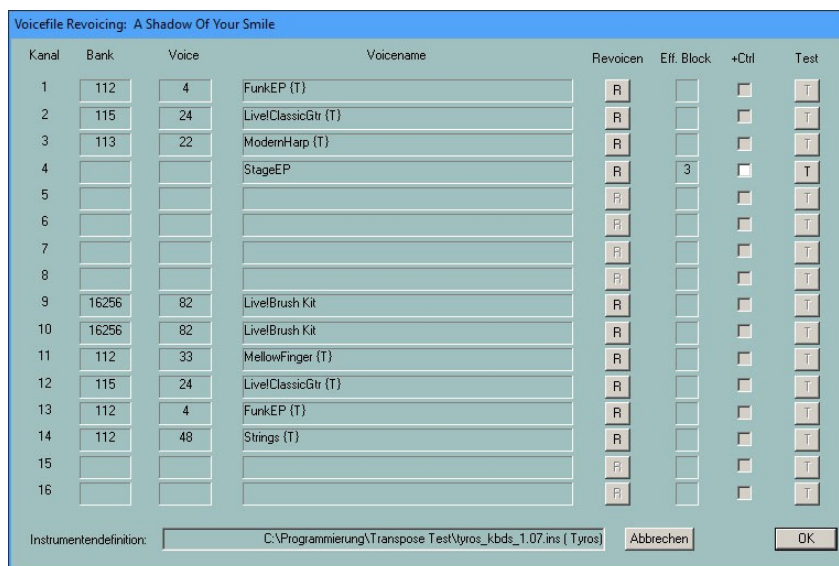 Voicefile Revoicing: A Shadow Of Your Smile
Kanal Bank Voice Voicename Revoicen Eff. Block +Ctrl Test
1 112 4 FunkEP {T} R T
2 115 24 Live!ClassicGtr {T} R T
3 113 22 ModernHarp {T} R T
4 StageEP R 3 T
5 R T
6 R T
7 R T
8 R T
9 16256 82 Live!Brush Kit R T
10 16256 82 Live!Brush Kit R T
11 112 33 MellowFinger {T} R T
12 115 24 Live!ClassicGtr {T} R T
13 112 4 FunkEP {T} R T
14 112 48 Strings {T} R T
15 R T
16 R T
Instrumentendefinition: C:\Programmierung\Transpose Test\tyros_kbds_1.07.ins ( Tyros) Abbrechen OK